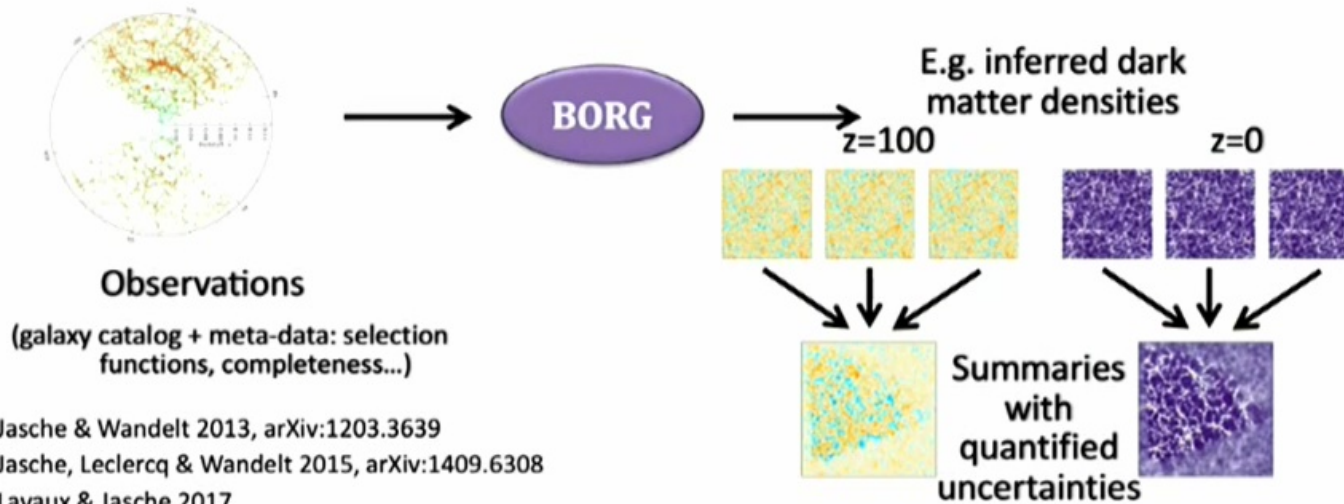 E.g. inferred dark
matter densities
BORG
z=100
z=0
Observations
(galaxy catalog + meta-data: selection
functions, completeness...)
Summaries
with
quantified
uncertainties
Jasche & Wandelt 2013, arXiv:1203.3639
Jasche, Leclercq & Wandelt 2015, arXiv:1409.6308
Lavaux & Jasche 2017